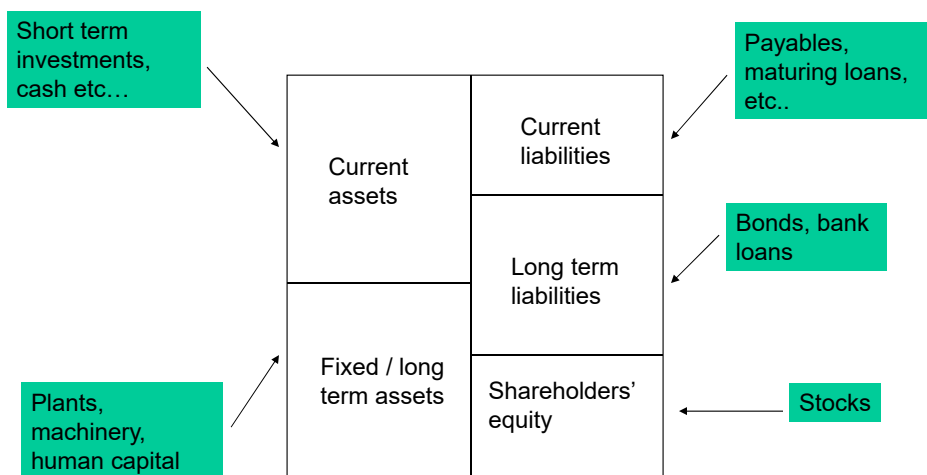 Short term
investments,
cash etc…
Payables,
maturing loans,
etc..
Current
assets
Current
liabilities
Bonds, bank
loans
Long term
liabilities
Fixed / long
term assets
Shareholders’
equity
Stocks
Plants,
machinery,
human capital